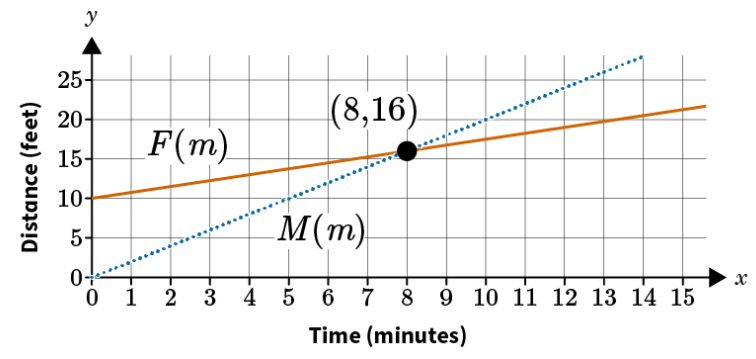 y
25
20
15
10
5
0
Distance (feet)
(8,16)
F(m)
M(m)
0 1 2 3 4 5 6 7 8 9 10 11 12 13 14 15
x
Time (minutes)